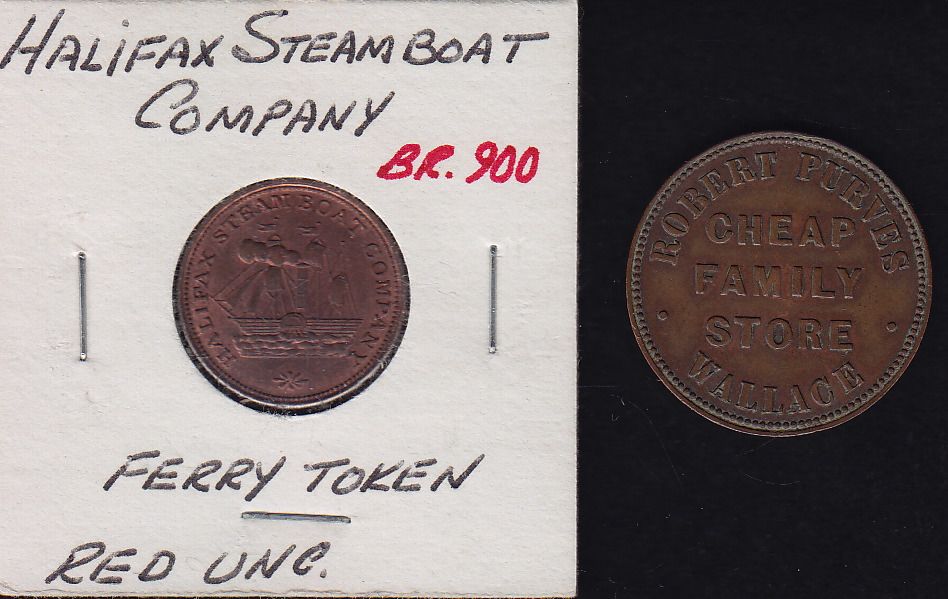 HALIFAX STEAMBOAT
COMPANY
BR. 900
HALIFAX STEAM BOAT COMPANY
FERRY TOKEN
RED UNC.
ROBERT PURVES
CHEAP
FAMILY
STORE
WALLACE